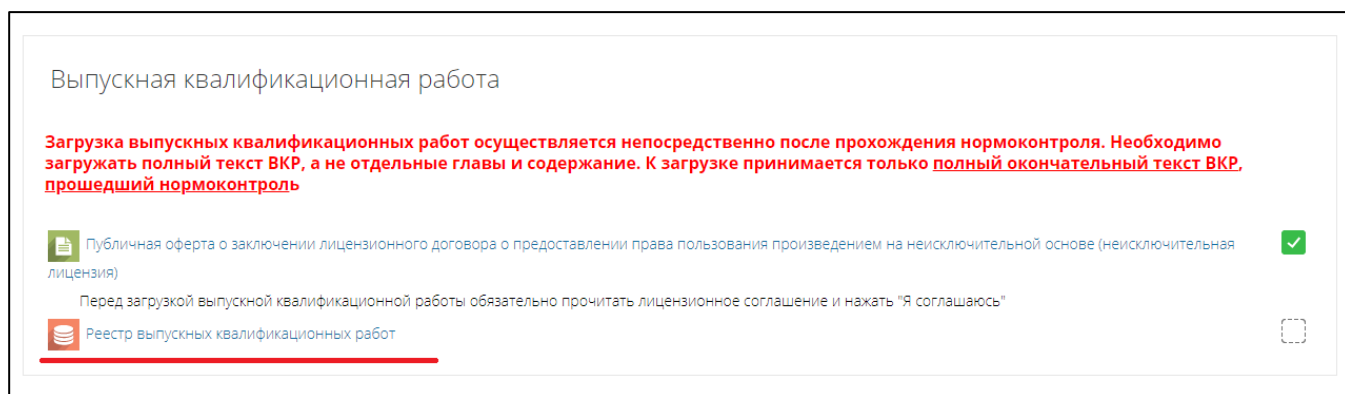 Выпускная квалификационная работа
Загрузка выпускных квалификационных работ осуществляется непосредственно после прохождения нормоконтроля. Необходимо
загружать полный текст ВКР, а не отдельные главы и содержание. К загрузке принимается только полный окончательный текст ВКР,
прошедший нормоконтроль
Публичная оферта о заключении лицензионного договора о предоставлении права пользования произведением на неисключительной основе (неисключительная
лицензия)
Перед загрузкой выпускной квалификационной работы обязательно прочитать лицензионное соглашение и нажать "Я соглашаюсь"
Реестр выпускных квалификационных работ